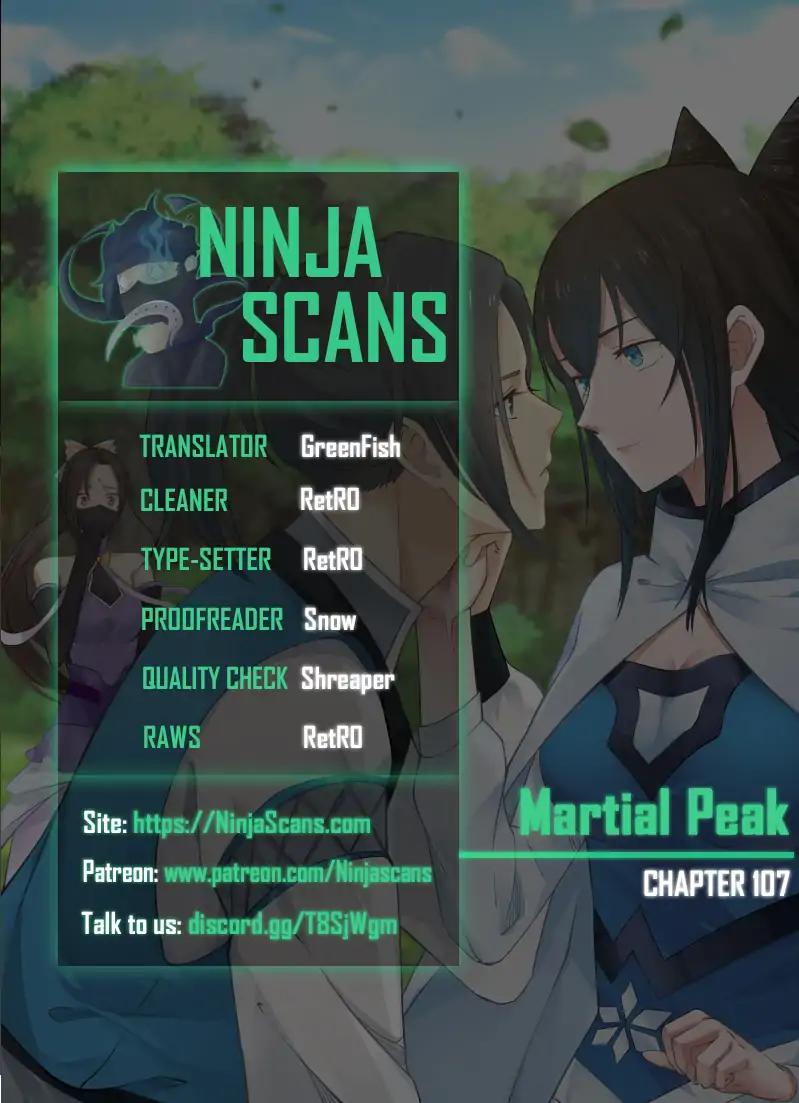 NINJA
SCANS
TRANSLATOR GreenFish
CLEANER RetRO
TYPE-SETTER RetRO
PROOFREADER Snow
QUALITY CHECK Shreaper
RAWS RetRO
Site: https://NinjaScans.com
Patreon: www.patreon.com/Ninjascans
Talk to us: discord.gg/T8SjWgm
Martial Peak
CHAPTER 107